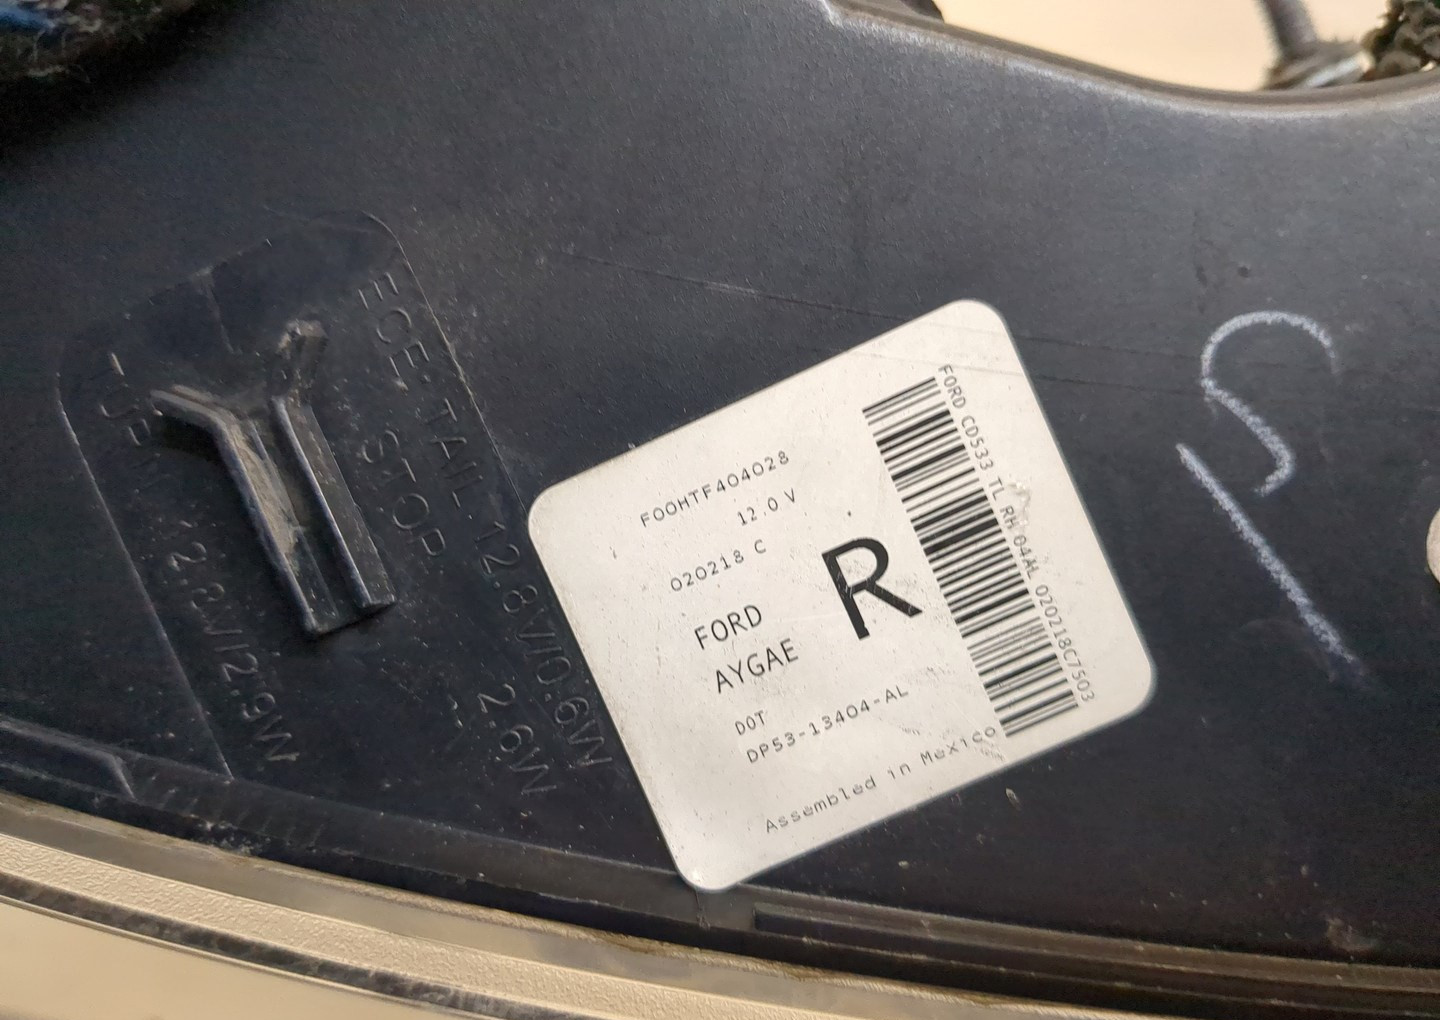 ECE: TAIL 12.8V/0.6W
STOP: 2.6W
TURN 12.8V/2.9W
F00HTF404028
12.0 V
020218 C
FORD
AYGAE
R
DOT
DP53-13404-AL
Assembled in Mexico
FORD CD533 TL RH 04AL 020218C7503